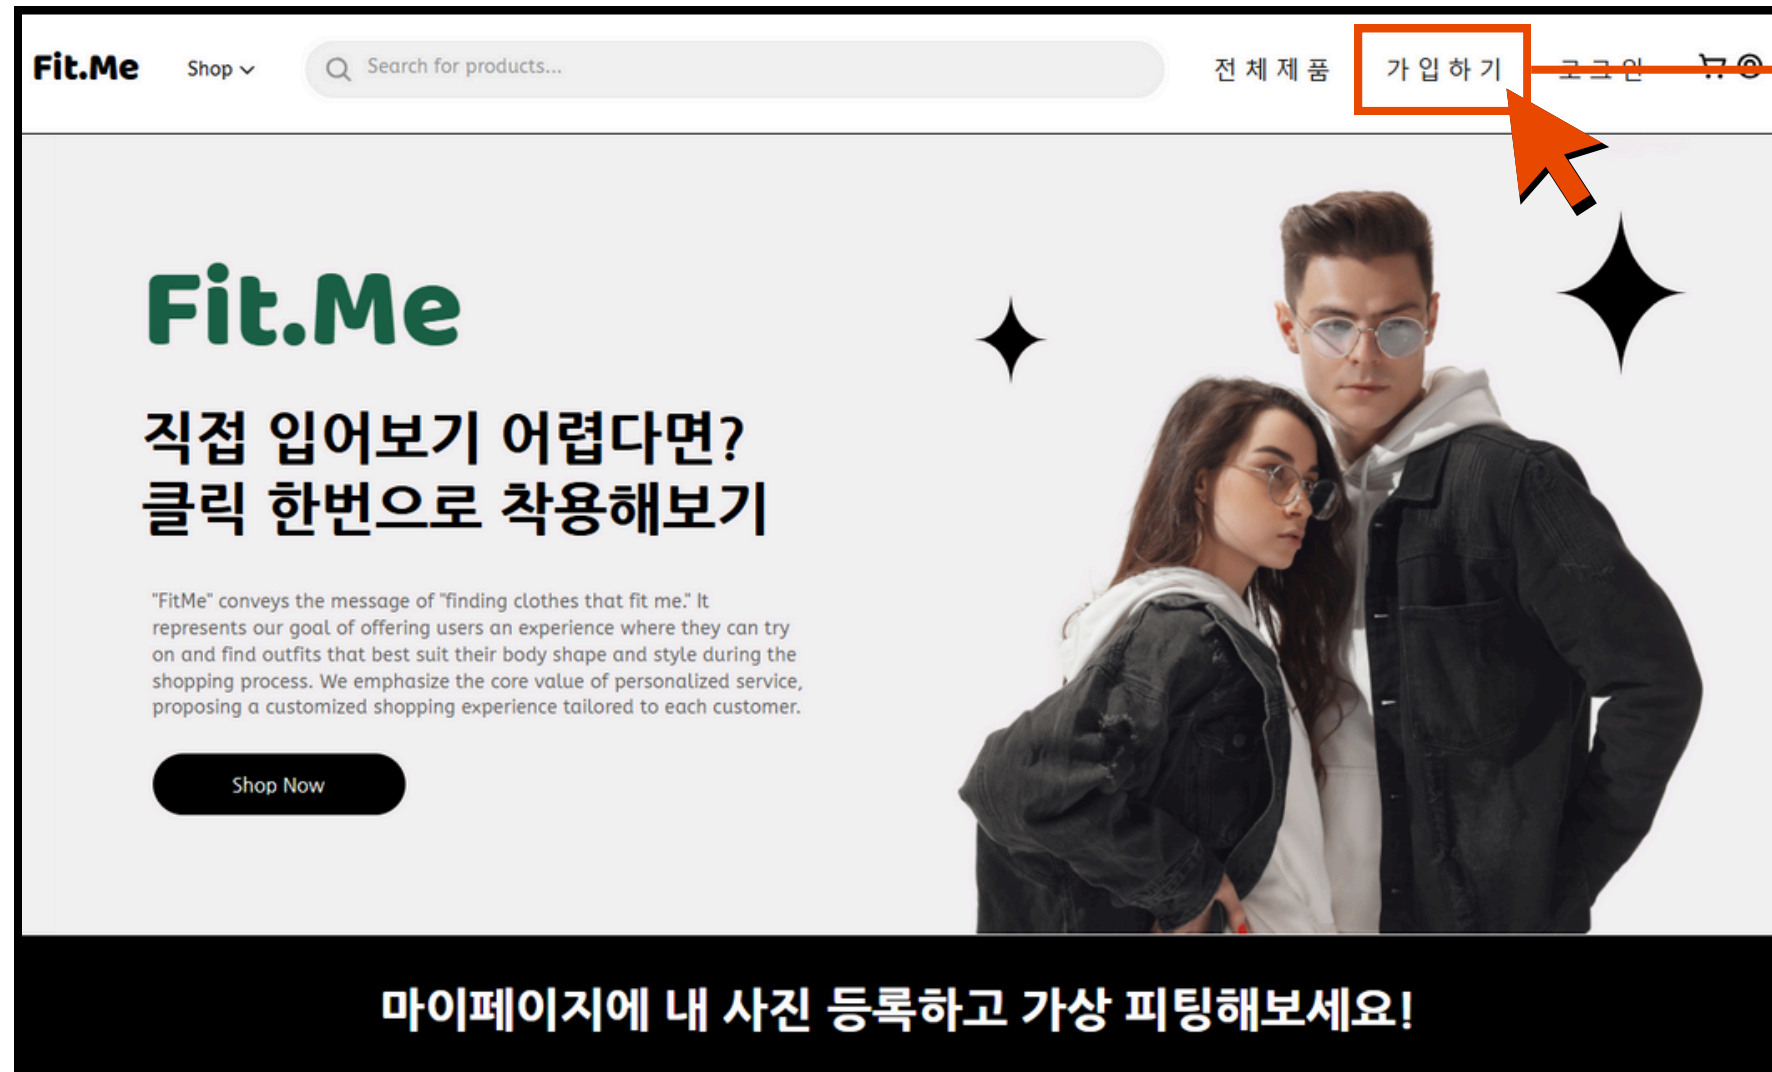 Fit.Me
Shop
Search for products...
전체제품
가입하기
로그인
Fit.Me
직접 입어보기 어렵다면?
클릭 한번으로 착용해보기
"FitMe" conveys the message of "finding clothes that fit me." It
represents our goal of offering users an experience where they can try
on and find outfits that best suit their body shape and style during the
shopping process. We emphasize the core value of personalized service,
proposing a customized shopping experience tailored to each customer.
Shop Now
마이페이지에 내 사진 등록하고 가상 피팅해보세요!